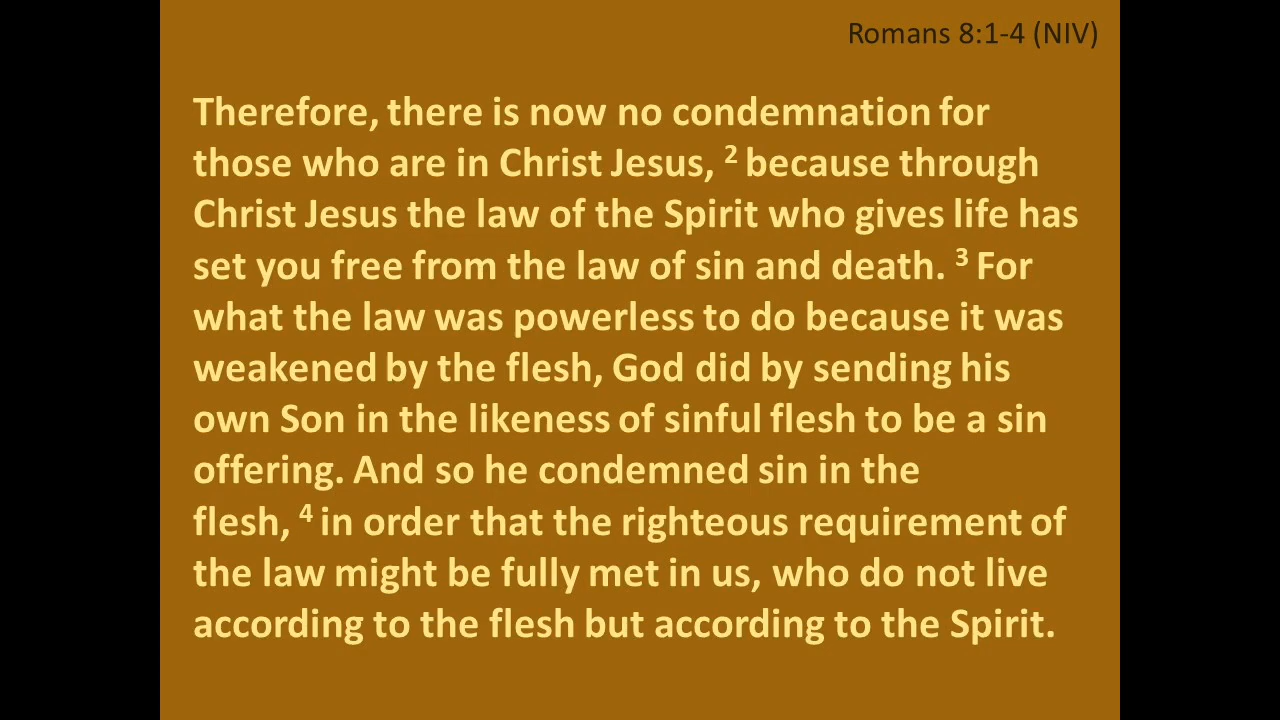 Romans 8:1-4 (NIV)
Therefore, there is now no condemnation for
those who are in Christ Jesus, 2 because through
Christ Jesus the law of the Spirit who gives life has
set you free from the law of sin and death. 3 For
what the law was powerless to do because it was
weakened by the flesh, God did by sending his
own Son in the likeness of sinful flesh to be a sin
offering. And so he condemned sin in the
flesh, 4 in order that the righteous requirement of
the law might be fully met in us, who do not live
according to the flesh but according to the Spirit.